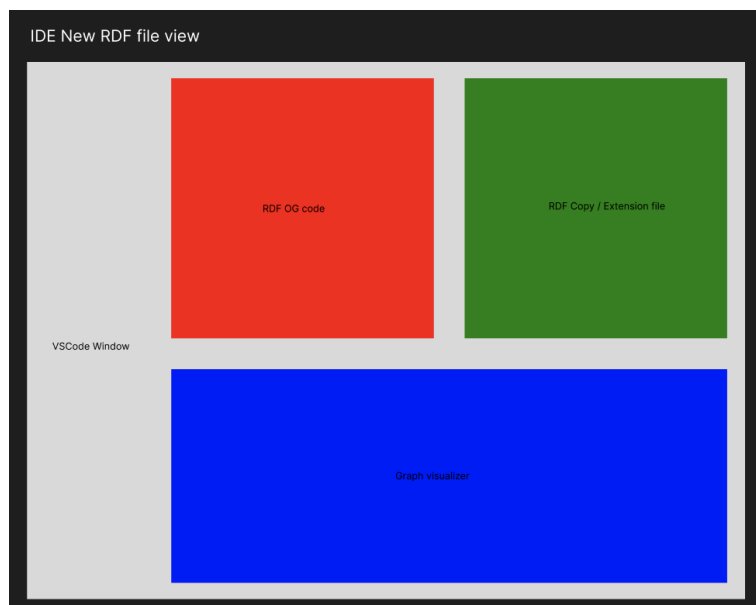 IDE New RDF file view
RDF OG code
RDF Copy / Extension file
VSCode Window
Graph visualizer